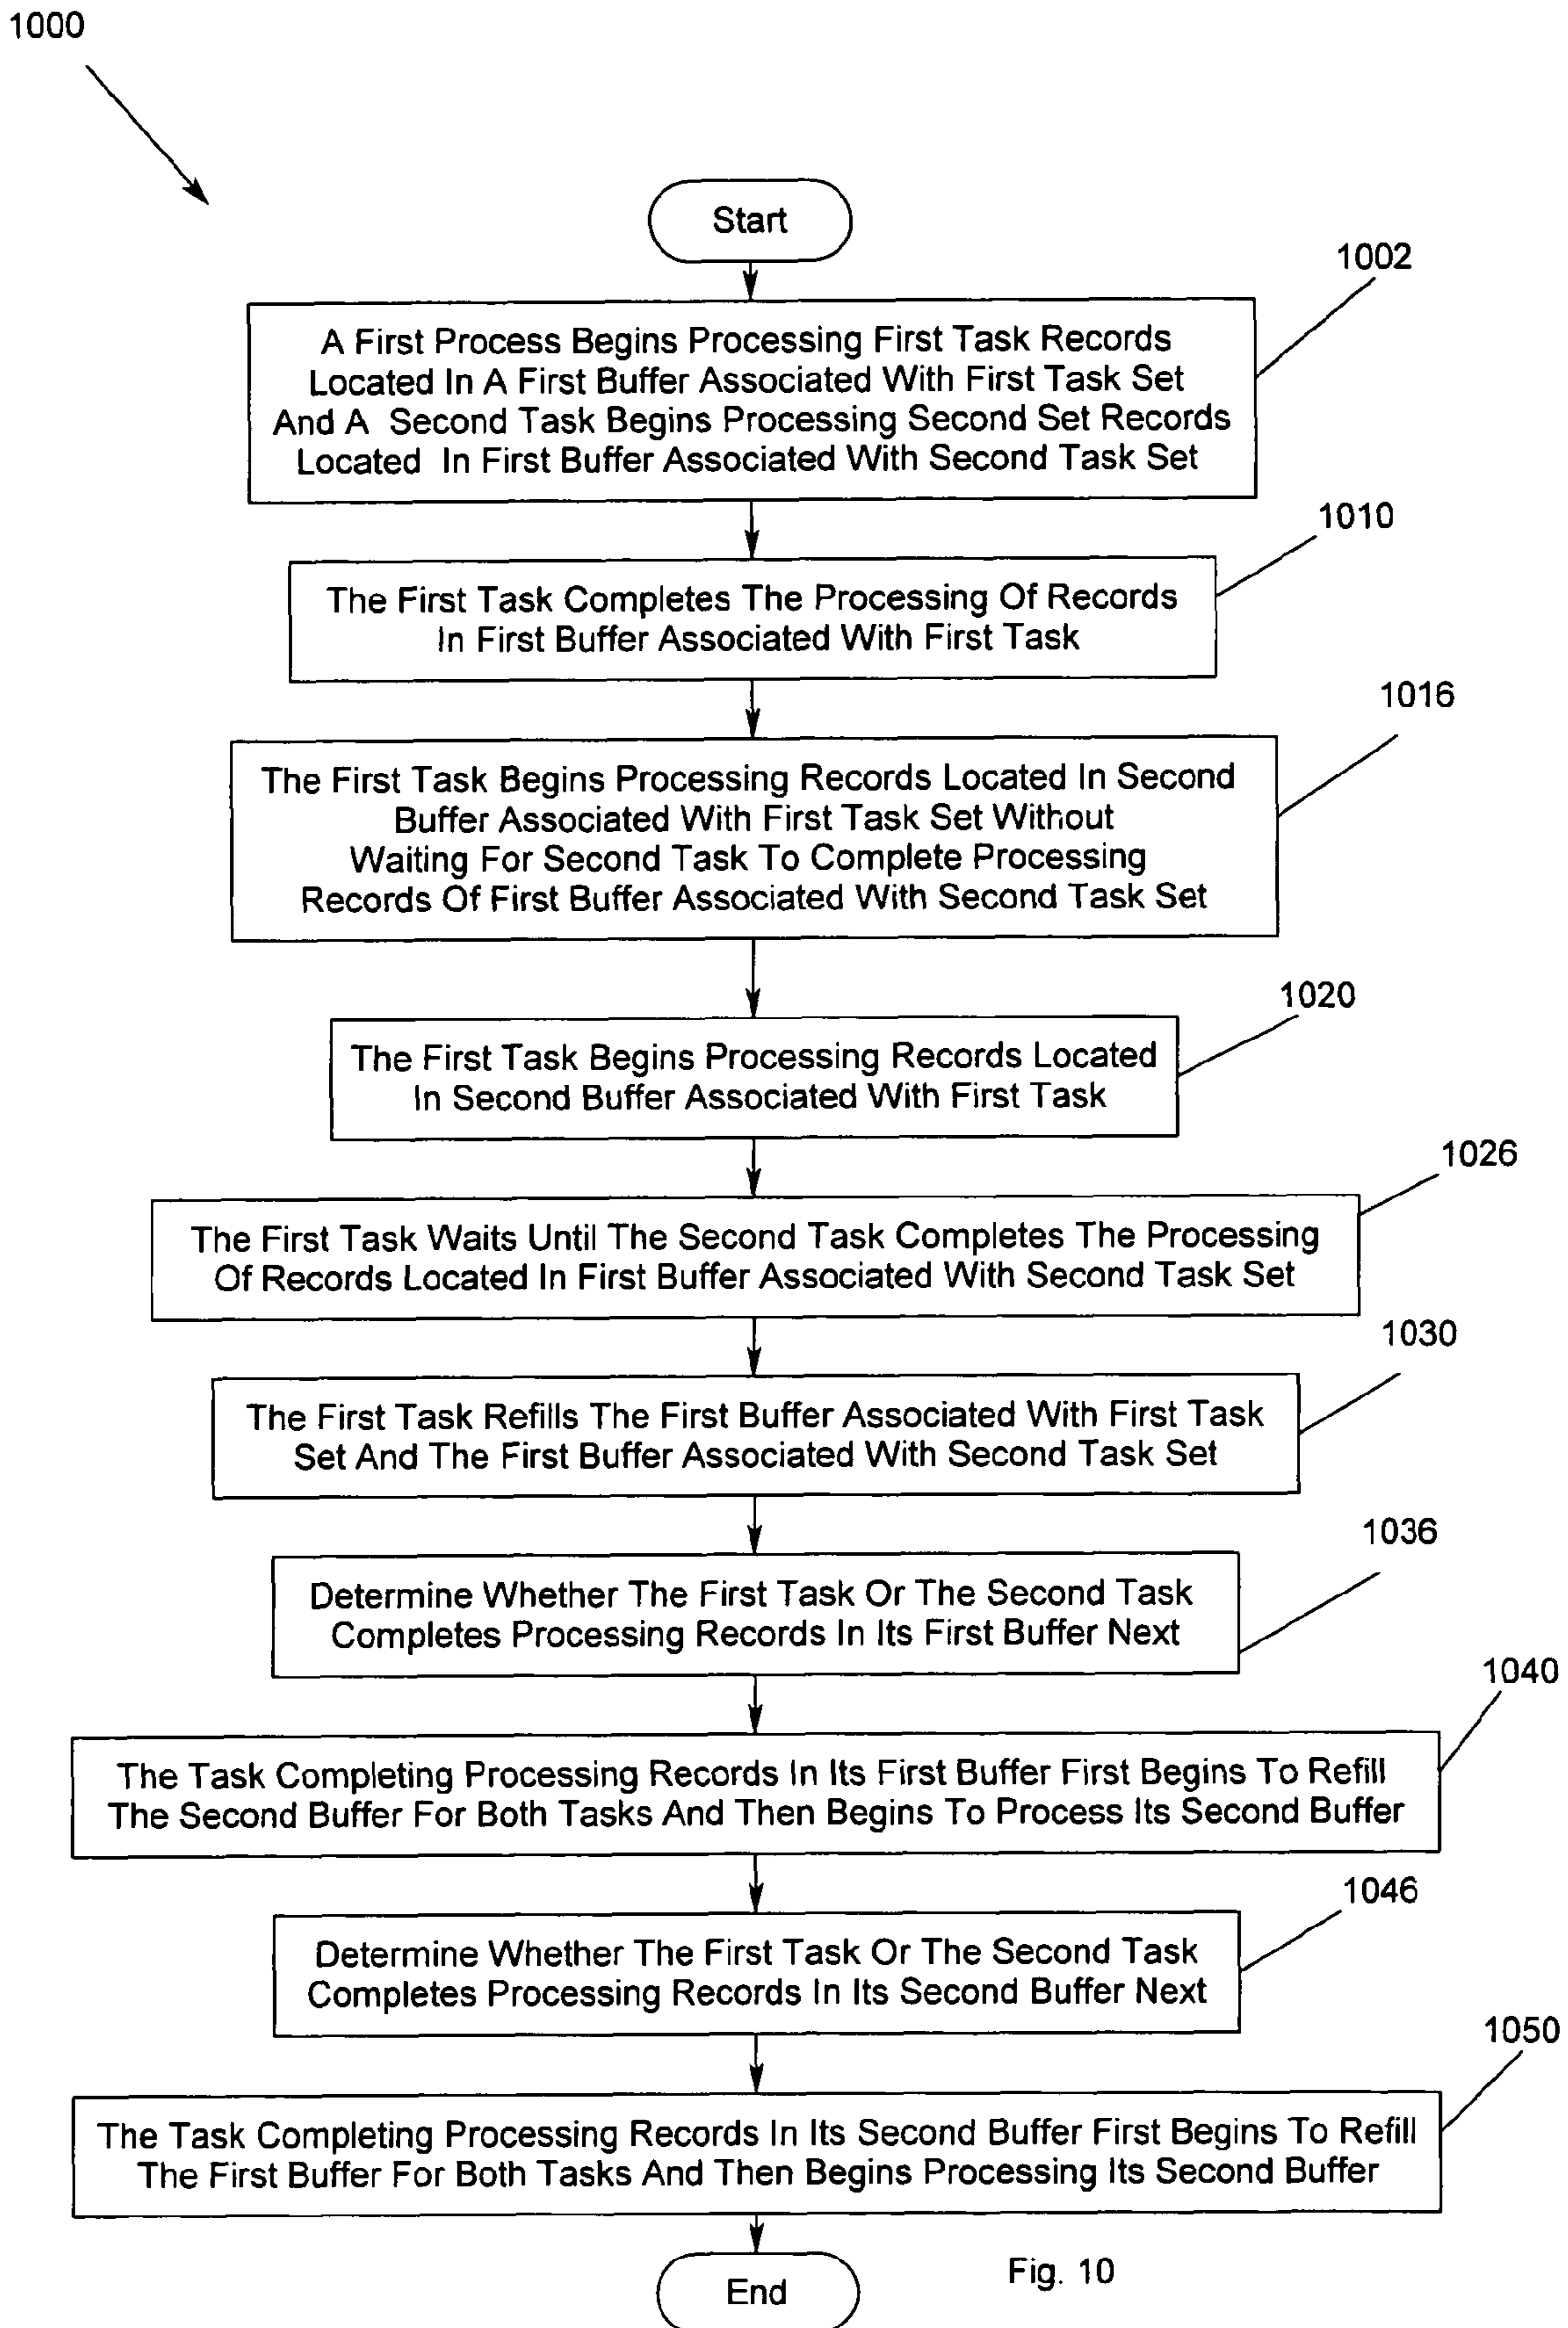 1000
Start
1002
A First Process Begins Processing First Task Records
Located In A First Buffer Associated With First Task Set
And A Second Task Begins Processing Second Set Records
Located In First Buffer Associated With Second Task Set
1010
The First Task Completes The Processing Of Records
In First Buffer Associated With First Task
1016
The First Task Begins Processing Records Located In Second
Buffer Associated With First Task Set Without
Waiting For Second Task To Complete Processing
Records Of First Buffer Associated With Second Task Set
1020
The First Task Begins Processing Records Located
In Second Buffer Associated With First Task
1026
The First Task Waits Until The Second Task Completes The Processing
Of Records Located In First Buffer Associated With Second Task Set
1030
The First Task Refills The First Buffer Associated With First Task
Set And The First Buffer Associated With Second Task Set
1036
Determine Whether The First Task Or The Second Task
Completes Processing Records In Its First Buffer Next
1040
The Task Completing Processing Records In Its First Buffer First Begins To Refill
The Second Buffer For Both Tasks And Then Begins To Process Its Second Buffer
1046
Determine Whether The First Task Or The Second Task
Completes Processing Records In Its Second Buffer Next
1050
The Task Completing Processing Records In Its Second Buffer First Begins To Refill
The First Buffer For Both Tasks And Then Begins Processing Its Second Buffer
End
Fig. 10